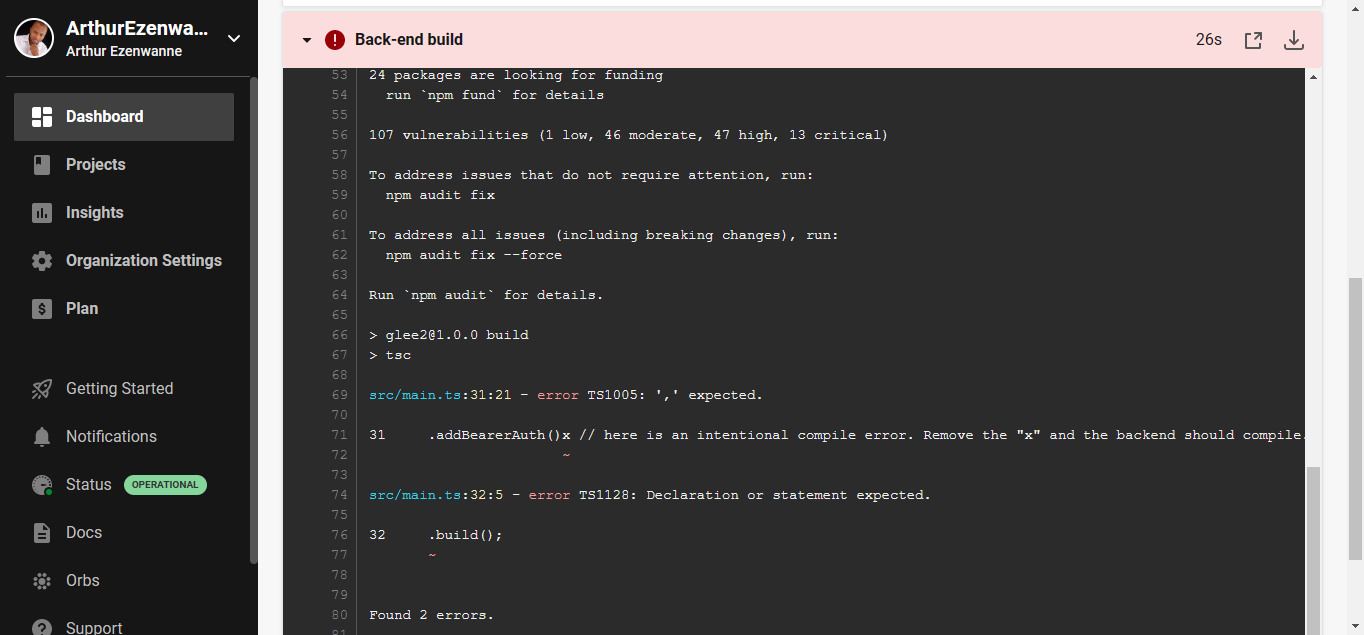 ArthurEzenwa...
Arthur Ezenwanne
Dashboard
Projects
Insights
Organization Settings
Plan
Getting Started
Notifications
Status OPERATIONAL
Docs
Orbs
Support
Back-end build 26s
53 24 packages are looking for funding
54 run `npm fund` for details
55
56 107 vulnerabilities (1 low, 46 moderate, 47 high, 13 critical)
57
58 To address issues that do not require attention, run:
59 npm audit fix
60
61 To address all issues (including breaking changes), run:
62 npm audit fix --force
63
64 Run `npm audit` for details.
65
66 > glee2@1.0.0 build
67 > tsc
68
69 src/main.ts:31:21 - error TS1005: ',' expected.
70
71 31 .addBearerAuth()x // here is an intentional compile error. Remove the "x" and the backend should compile.
72 ~
73
74 src/main.ts:32:5 - error TS1128: Declaration or statement expected.
75
76 32 .build();
77 ~
78
79
80 Found 2 errors.
81